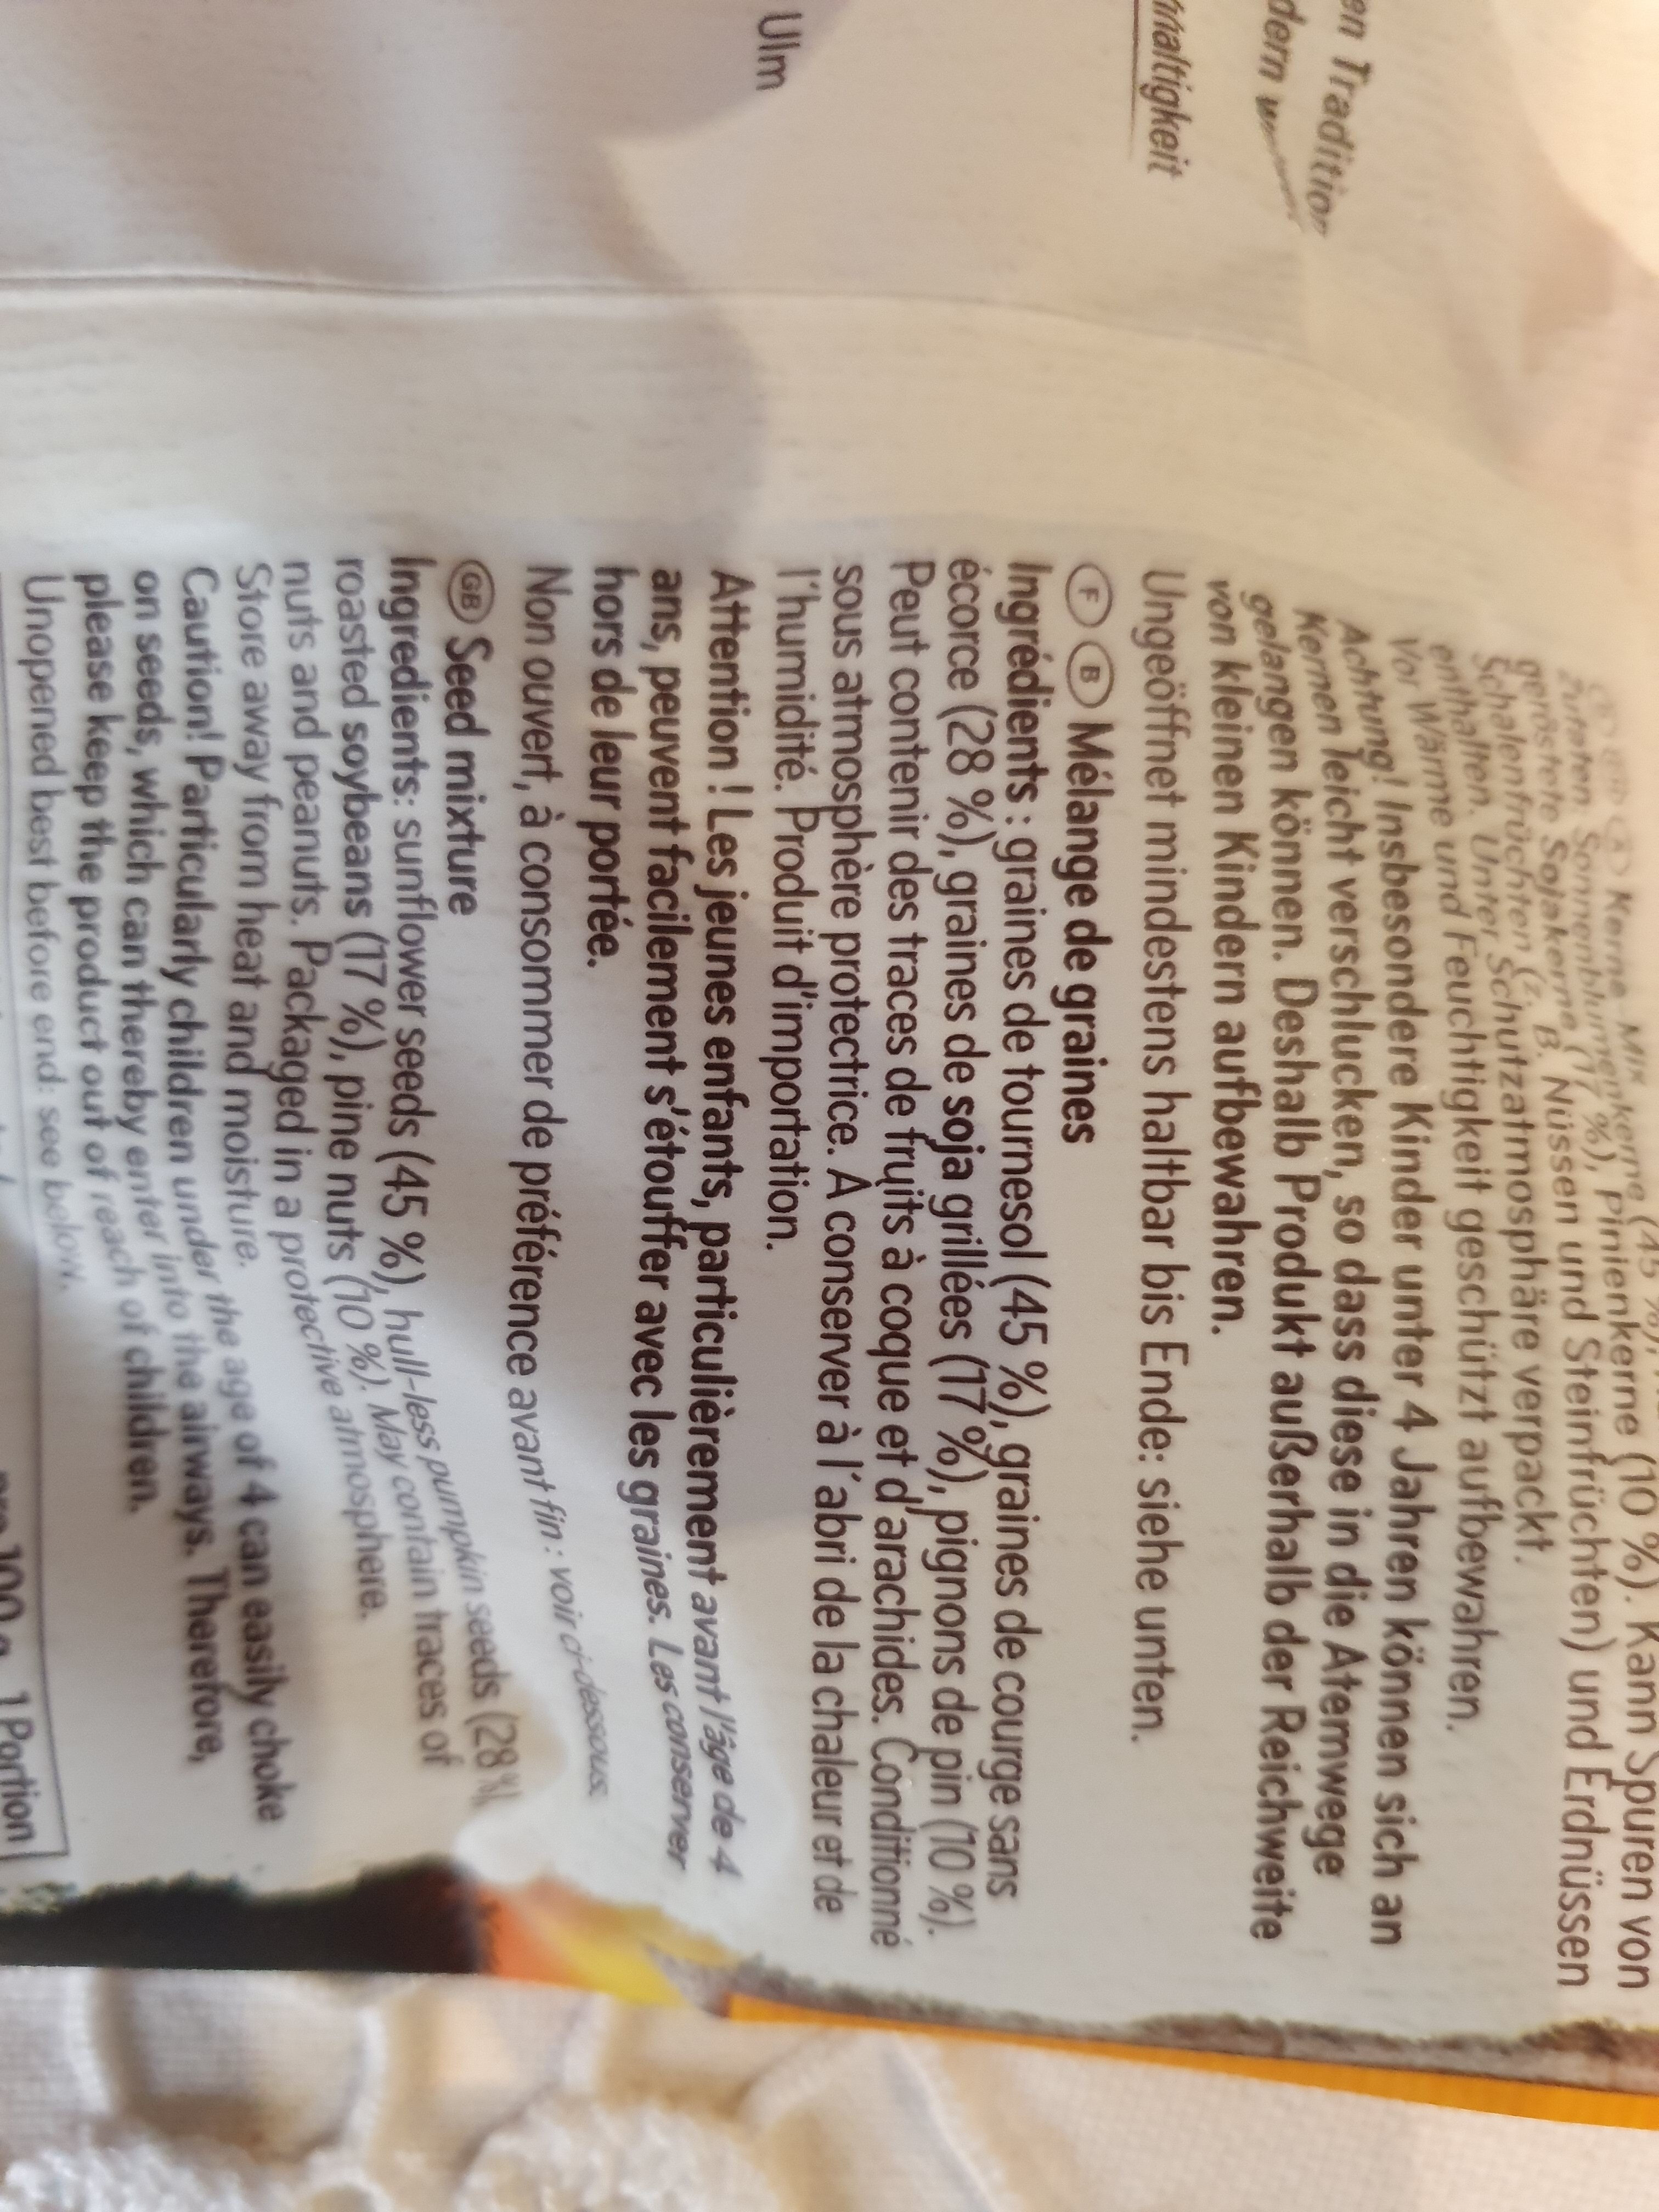 en Tradition
dern
haltigkeit
Ulm
Kerne-Mix
Zutaten: Sonnenblumenkerne (45 %),
geröstete Sojakerne (17 %), Pinienkerne (10 %). Kann Spuren von
Schalenfrüchten (z. B. Nüssen und Steinfrüchten) und Erdnüssen
enthalten. Unter Schutzatmosphäre verpackt.
Vor Wärme und Feuchtigkeit geschützt aufbewahren.
Achtung! Insbesondere Kinder unter 4 Jahren können sich an
Kernen leicht verschlucken, so dass diese in die Atemwege
gelangen können. Deshalb Produkt außerhalb der Reichweite
von kleinen Kindern aufbewahren.
Ungeöffnet mindestens haltbar bis Ende: siehe unten.
F B Mélange de graines
Ingrédients : graines de tournesol (45 %), graines de courge sans
écorce (28 %), graines de soja grillées (17 %), pignons de pin (10 %).
Peut contenir des traces de fruits à coque et d'arachides. Conditionné
sous atmosphère protectrice. À conserver à l'abri de la chaleur et de
l'humidité. Produit d'importation.
Attention ! Les jeunes enfants, particulièrement avant l'âge de 4
ans, peuvent facilement s'étouffer avec les graines. Les conserver
hors de leur portée.
Non ouvert, à consommer de préférence avant fin : voir ci-dessous.
GB Seed mixture
Ingredients: sunflower seeds (45 %), hull-less pumpkin seeds (28 %),
roasted soybeans (17 %), pine nuts (10 %). May contain traces of
nuts and peanuts. Packaged in a protective atmosphere.
Store away from heat and moisture.
Caution! Particularly children under the age of 4 can easily choke
on seeds, which can thereby enter into the airways. Therefore,
please keep the product out of reach of children.
Unopened best before end: see below.
pro 100 g 1 Portion